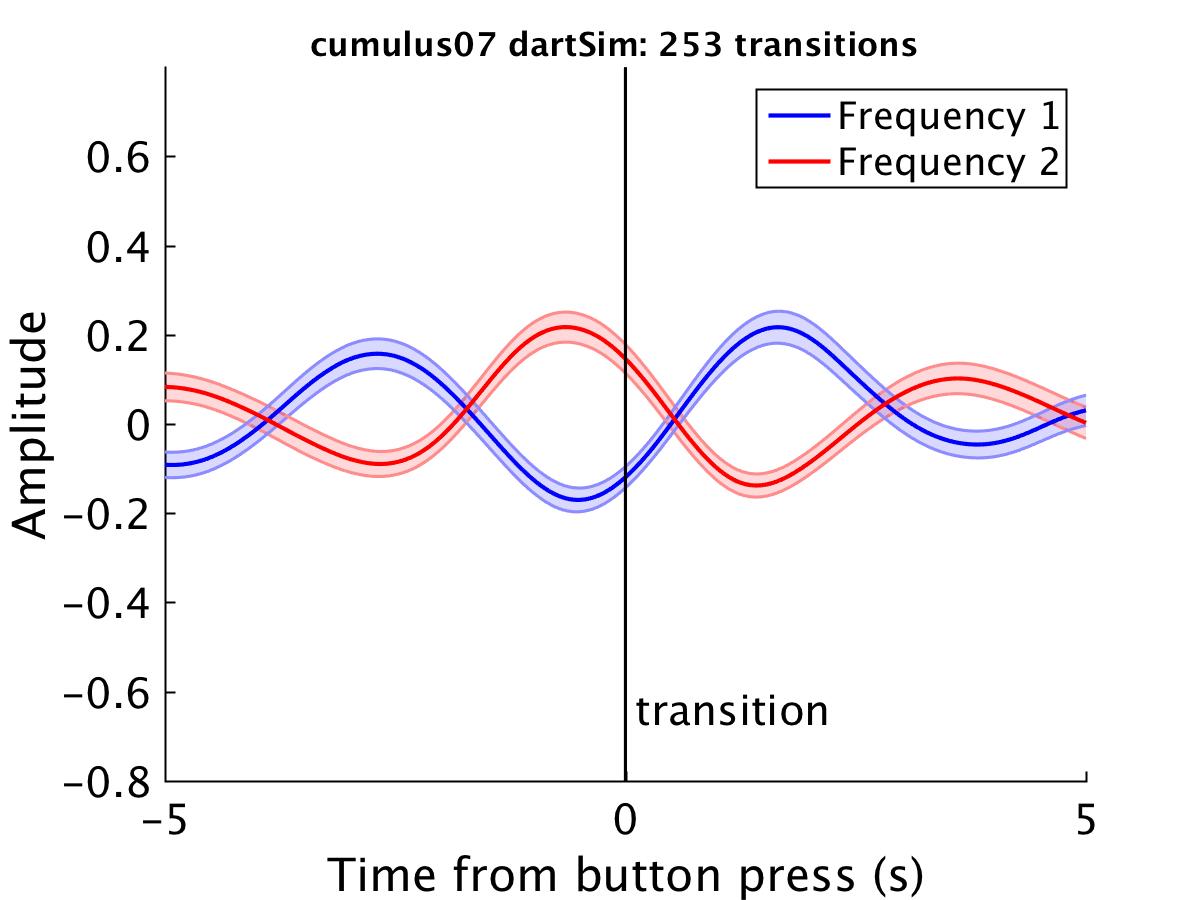 cumulus07 dartSim: 253 transitions
Frequency 1
Frequency 2
0.6
0.4
0.2
0
−0.2
−0.4
−0.6
−0.8
Amplitude
transition
−5
0
5
Time from button press (s)